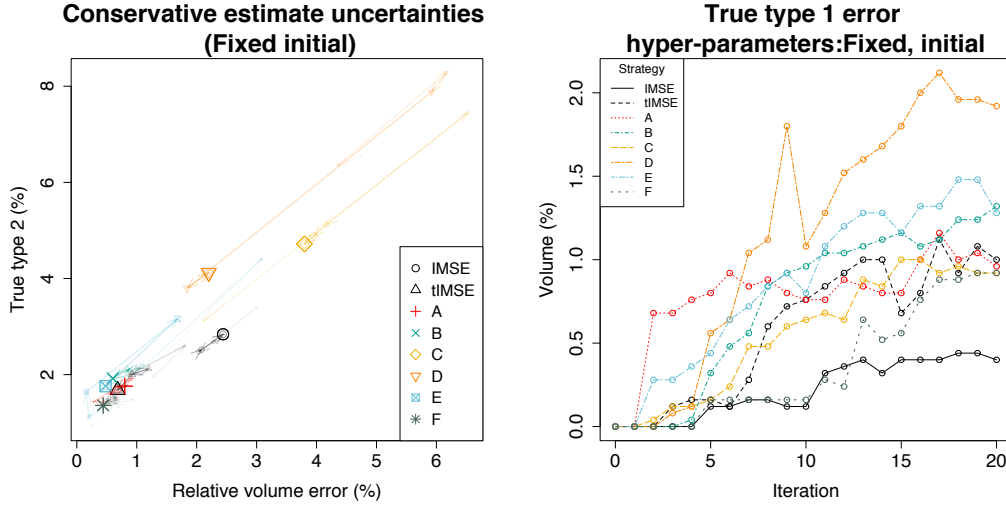 Conservative estimate uncertainties
(Fixed initial)
True type 2 (%)
8
6
4
2
0
1
2
3
4
5
6
Relative volume error (%)
IMSE
tIMSE
A
B
C
D
E
F
True type 1 error
hyper-parameters:Fixed, initial
Volume (%)
2.0
1.5
1.0
0.5
0.0
0
5
10
15
20
Iteration
Strategy
IMSE
tIMSE
A
B
C
D
E
F